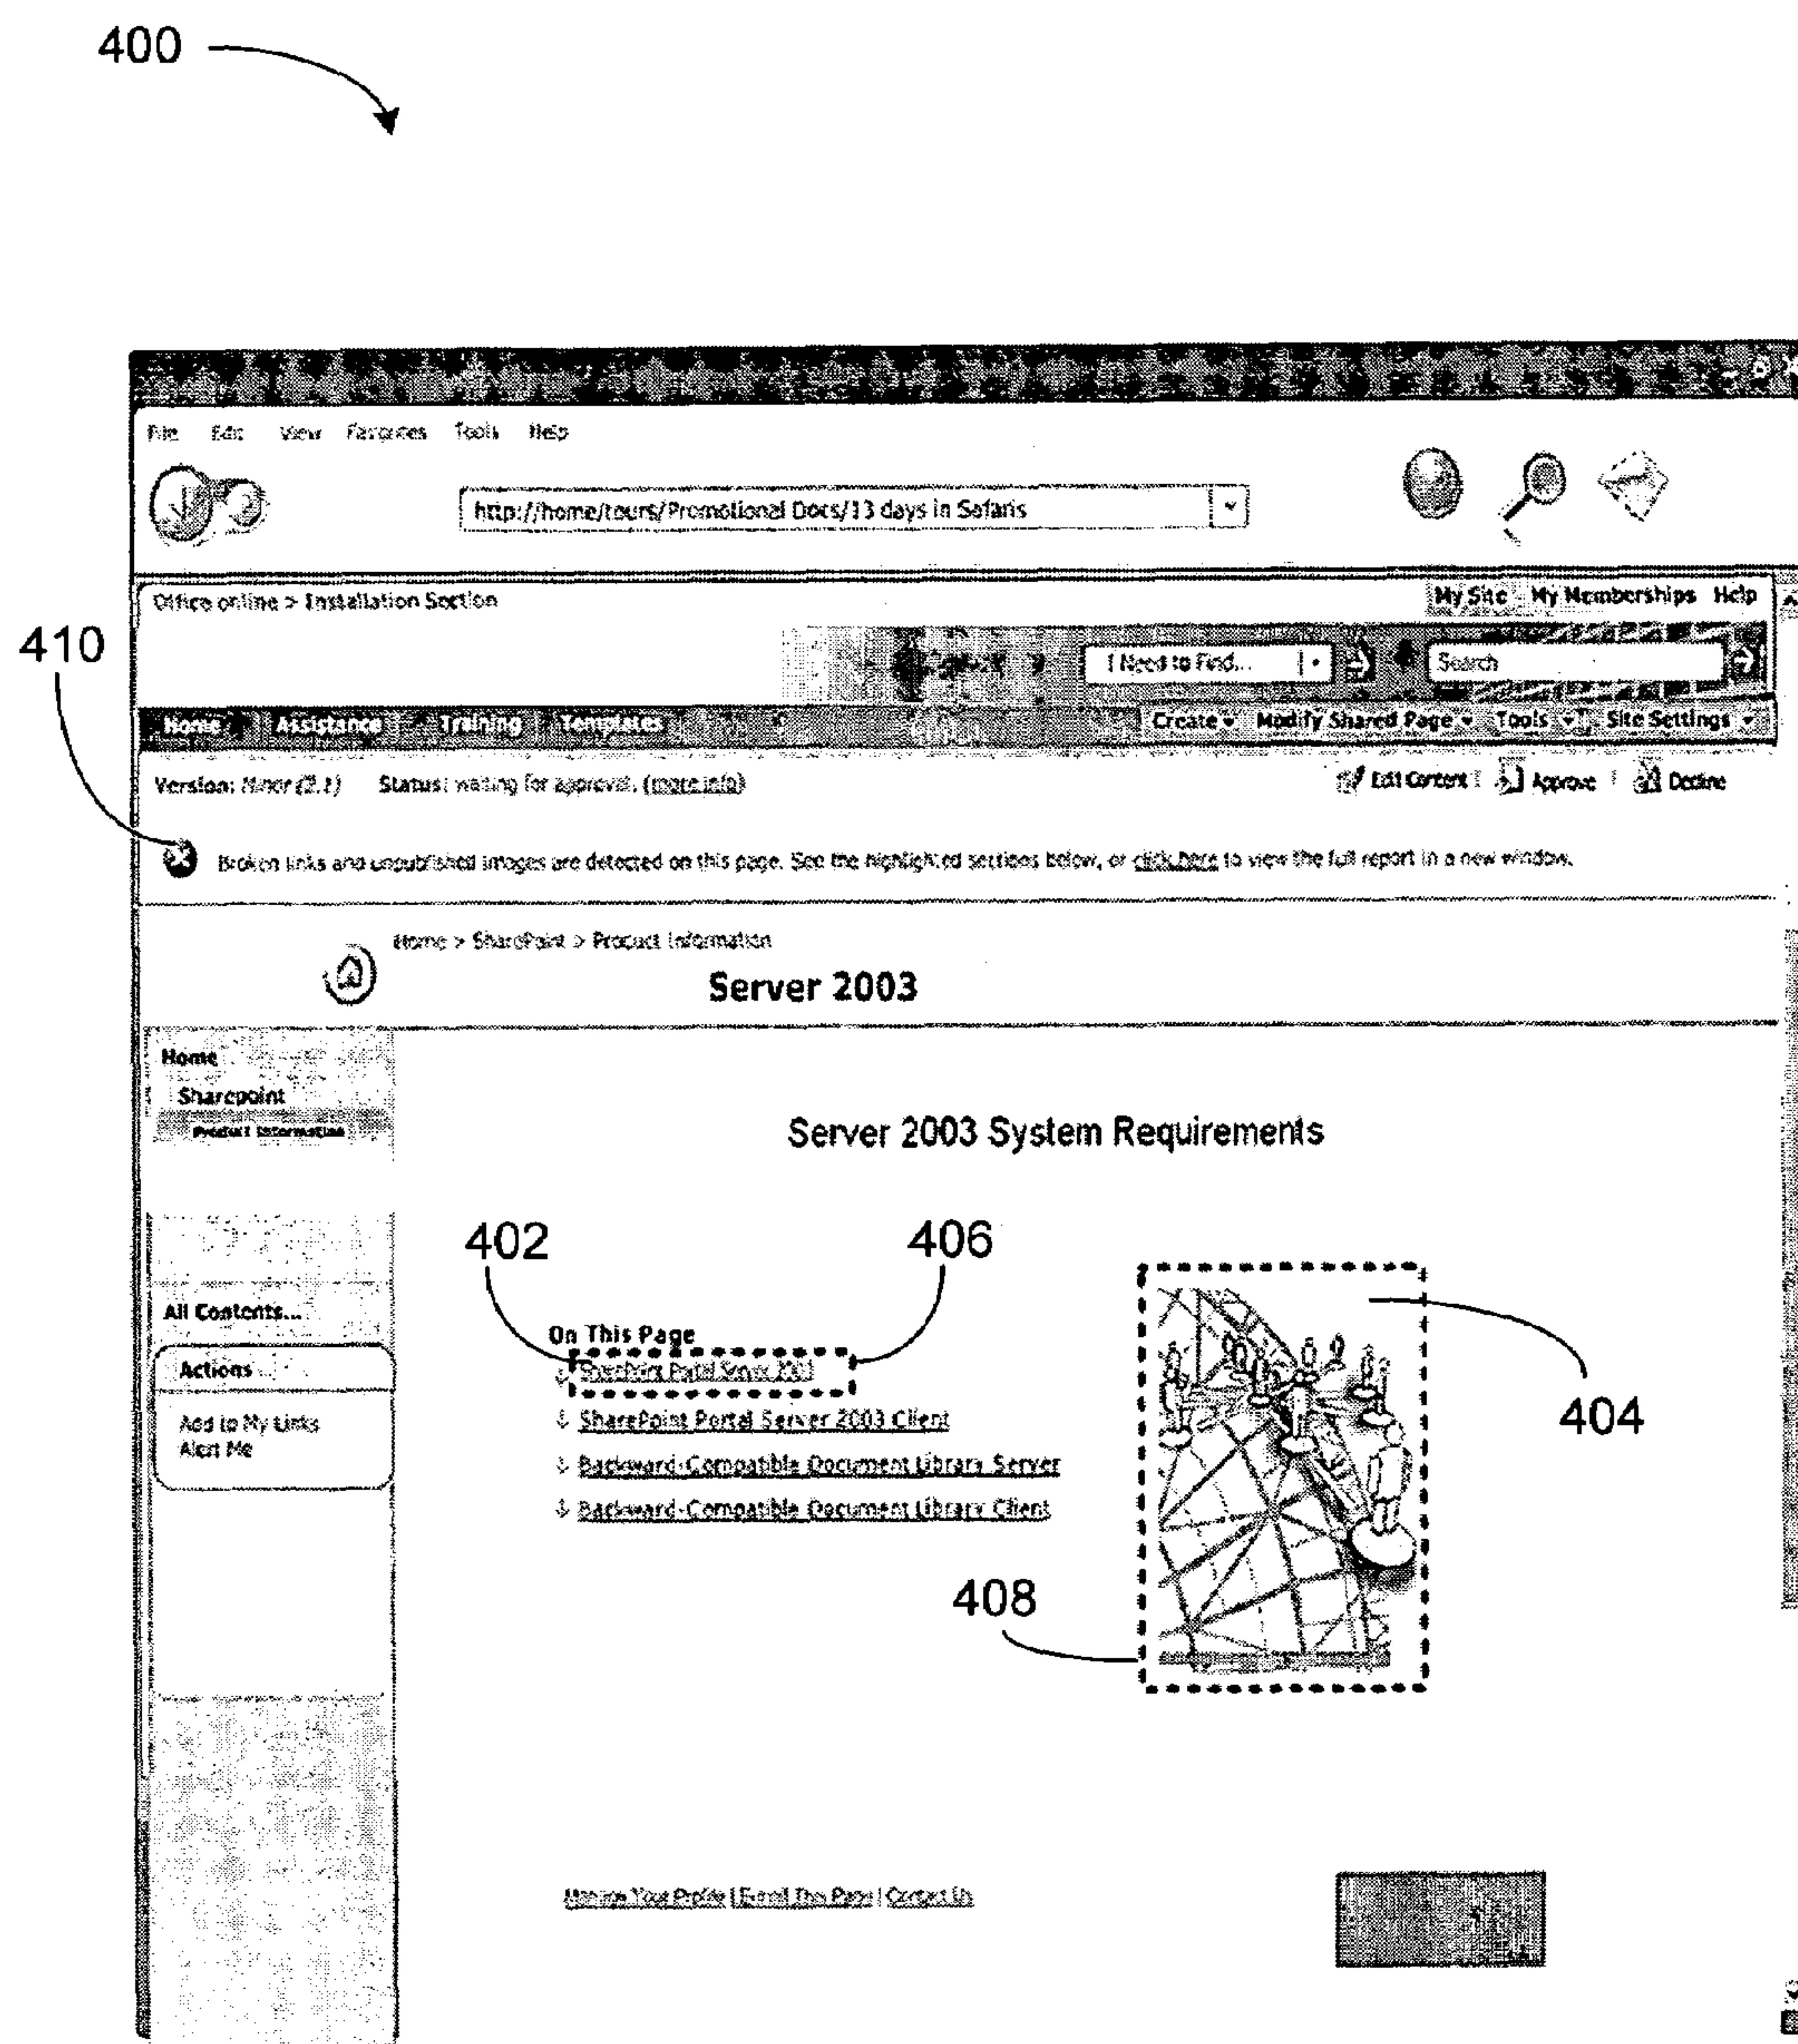 400
File Edit View Favorites Tools Help
http://home/tours/Promotional Docs/13 days in Safaris
Office online > Installation Section
My Site My Memberships Help
410
I Need to Find...
Search
Home Assistance Training Templates
Create Modify Shared Page Tools Site Settings
Version: Minor (2.1) Status: waiting for approval. (more info)
Edit Content Approve Decline
Broken links and unpublished images are detected on this page. See the highlighted sections below, or click here to view the full report in a new window.
Home > SharePoint > Product Information
Server 2003
Home
Sharepoint
Product Information
Server 2003 System Requirements
402
406
All Contents...
On This Page
Actions
SharePoint Portal Server
404
Add to My Links
SharePoint Portal Server 2003 Client
Alert Me
Backward-Compatible Document Library Server
Backward-Compatible Document Library Client
408
Manage Your Profile | E-mail This Page | Contact Us